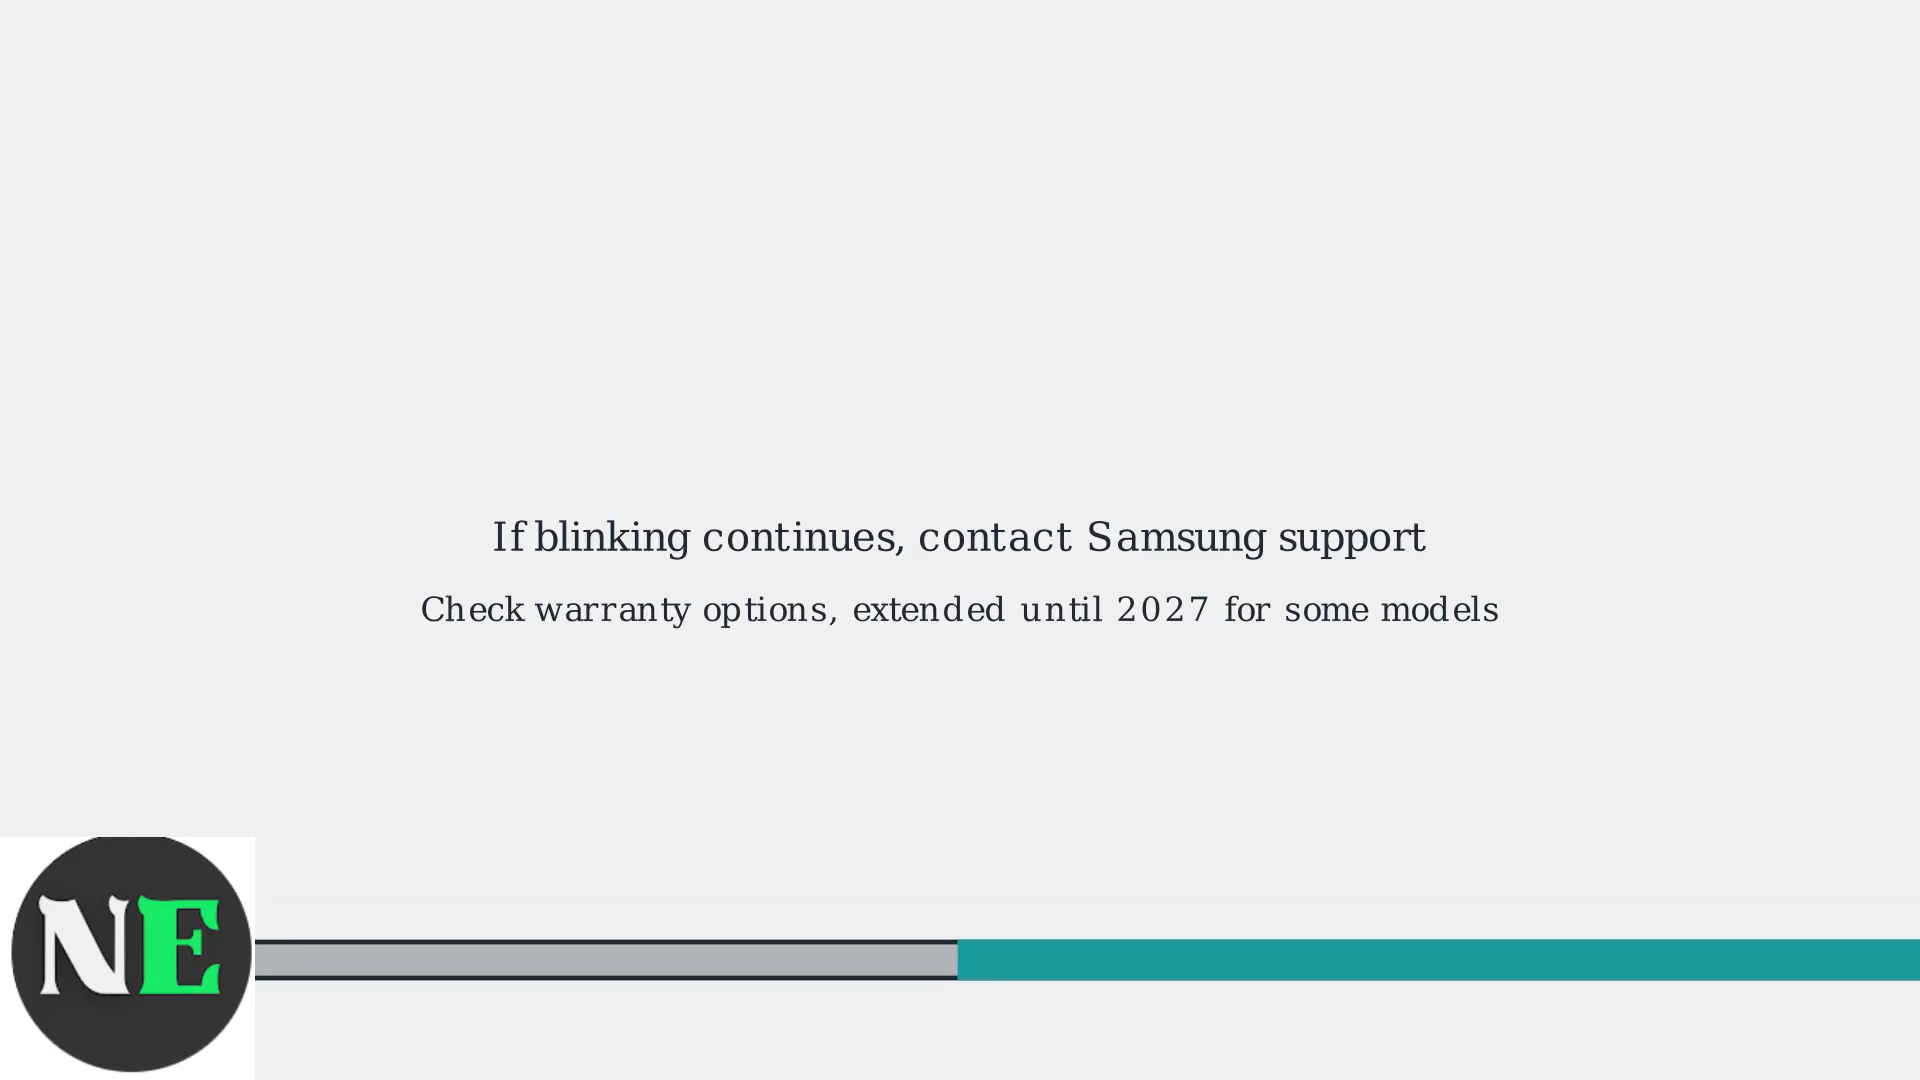 If blinking continues, contact Samsung support
Check warranty options, extended until 2027 for some models
NE